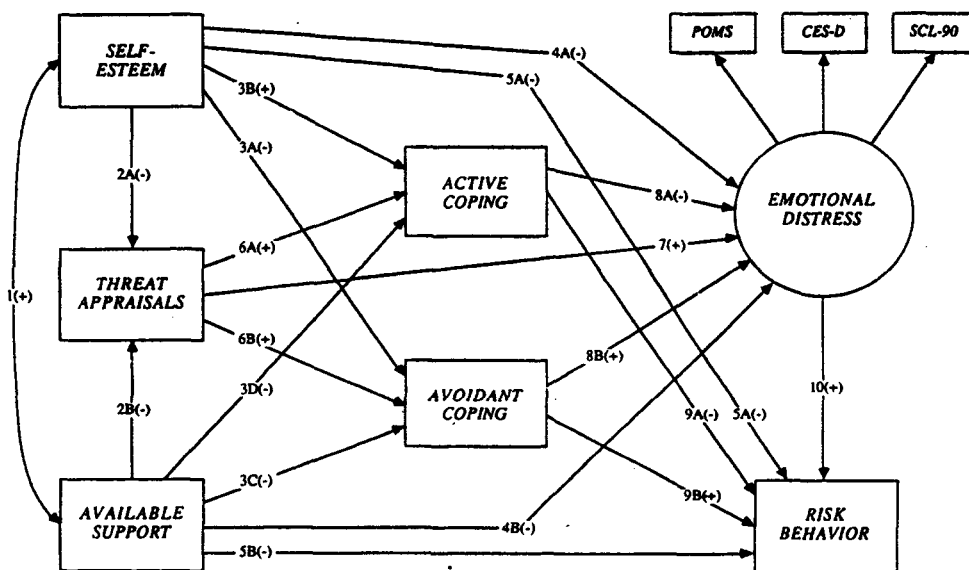 POMS
CES-D
SCL-90
SELF-
ESTEEM
4A(-)
5A(-)
3B(+)
3A(-)
2A(-)
ACTIVE
COPING
8A(-)
EMOTIONAL
DISTRESS
6A(+)
7(+)
1(+)
THREAT
APPRAISALS
6B(+)
8B(+)
3D(-)
10(+)
2B(-)
AVOIDANT
COPING
9A(-)
5A(-)
3C(-)
9B(+)
AVAILABLE
SUPPORT
4B(-)
RISK
BEHAVIOR
5B(-)